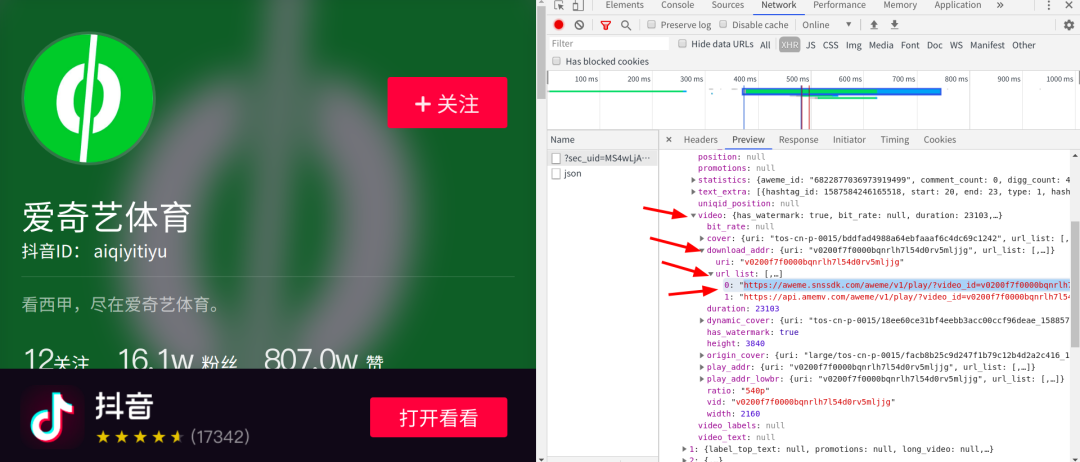 + 关注
爱奇艺体育
抖音ID： aiqiyitiyu
看西甲，尽在爱奇艺体育。
12关注 16.1w 粉丝 807.0w 赞
抖音
(17342)
打开看看
Elements Console Sources Network Performance Memory Application »
Preserve log Disable cache Online
Filter Hide data URLs All XHR JS CSS Img Media Font Doc WS Manifest Other
Has blocked cookies
100 ms 200 ms 300 ms 400 ms 500 ms 600 ms 700 ms 800 ms 900 ms 1000 ms
Name
?sec_uid=MS4wLjA…
json
× Headers Preview Response Initiator Timing Cookies
position: null
promotions: null
statistics: {aweme_id: "6822877036973919499", comment_count: 0, digg_count: 4
text_extra: [{hashtag_id: 1587584246165518, start: 20, end: 23, type: 1, hash
uniqid_position: null
video: {has_watermark: true, bit_rate: null, duration: 23103,…}
bit_rate: null
cover: {uri: "tos-cn-p-0015/bddfad4988a64ebfaaaf6c4dc69c1242", url_list: [,
download_addr: {uri: "v0200f7f0000bqnrlh7l54d0rv5mljjg", url_list: [,…]}
uri: "v0200f7f0000bqnrlh7l54d0rv5mljjg"
url_list: [,…]
0: "https://aweme.snssdk.com/aweme/v1/play/?video_id=v0200f7f0000bqnrlh7
1: "https://api.amemv.com/aweme/v1/play/?video_id=v0200f7f0000bqnrlh7l54
duration: 23103
dynamic_cover: {uri: "tos-cn-p-0015/18ee60ce31bf4eebb3acc00ccf96deae_158857
has_watermark: true
height: 3840
origin_cover: {uri: "large/tos-cn-p-0015/facb8b25c9d247f1b79c12b4d2a2c416_1
play_addr: {uri: "v0200f7f0000bqnrlh7l54d0rv5mljjg", url_list: [,…]}
play_addr_lowbr: {uri: "v0200f7f0000bqnrlh7l54d0rv5mljjg", url_list: [,…]}
ratio: "540p"
vid: "v0200f7f0000bqnrlh7l54d0rv5mljjg"
width: 2160
video_labels: null
video_text: null
1: {label_top_text: null, promotions: null, long_video: null,…}
2: {…}